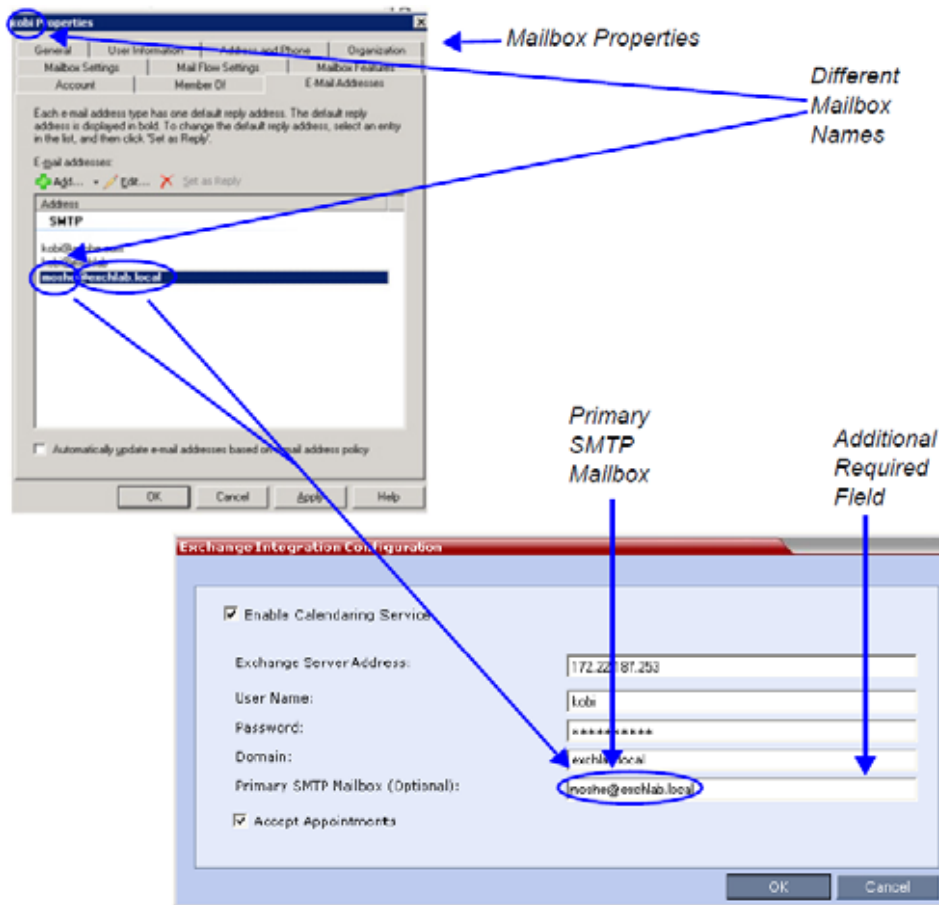 kobi Properties
Mailbox Properties
General
User Information
Address and Phone
Organization
Mailbox Settings
Mail Flow Settings
Mailbox Features
Account
Member Of
E-Mail Addresses
Different
Mailbox
Names
Each e-mail address type has one default reply address. The default reply
address is displayed in bold. To change the default reply address, select an entry
in the list, and then click 'Set as Reply'.
E-mail addresses:
Add...
Edit...
Set as Reply
Address
SMTP
moshe@exchlab.local
Automatically update e-mail addresses based on e-mail address policy
OK
Cancel
Apply
Help
Primary
SMTP
Mailbox
Additional
Required
Field
Exchange Integration Configuration
Enable Calendaring Service
Exchange Server Address:
172.22.187.253
User Name:
kobi
Password:
**********
Domain:
exchlab.local
Primary SMTP Mailbox (Optional):
moshe@exchlab.local
Accept Appointments
OK
Cancel